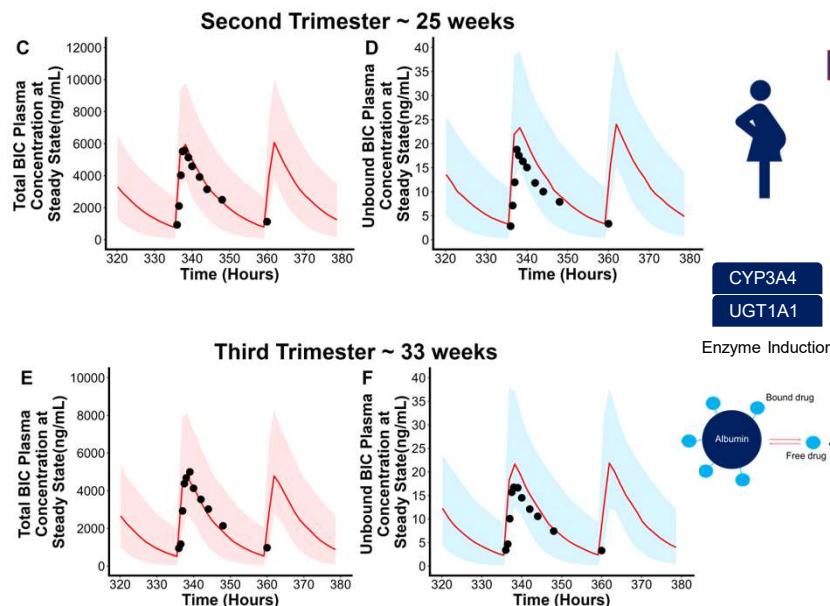 Second Trimester ~ 25 weeks
C
Total BIC Plasma
Concentration at
Steady State(ng/mL)
12000
10000
8000
6000
4000
2000
0
320 330 340 350 360 370 380
Time (Hours)
D
Unbound BIC Plasma
Concentration at
Steady State (ng/mL)
40
35
30
25
20
15
10
5
0
320 330 340 350 360 370 380
Time (Hours)
CYP3A4
UGT1A1
Enzyme Induction
Third Trimester ~ 33 weeks
E
Total BIC Plasma
Concentration at
Steady State(ng/mL)
10000
8000
6000
4000
2000
0
320 330 340 350 360 370 380
Time (Hours)
F
Unbound BIC Plasma
Concentration at
Steady State(ng/mL)
40
35
30
25
20
15
10
5
0
320 330 340 350 360 370 380
Time (Hours)
Bound drug
Albumin
Free drug